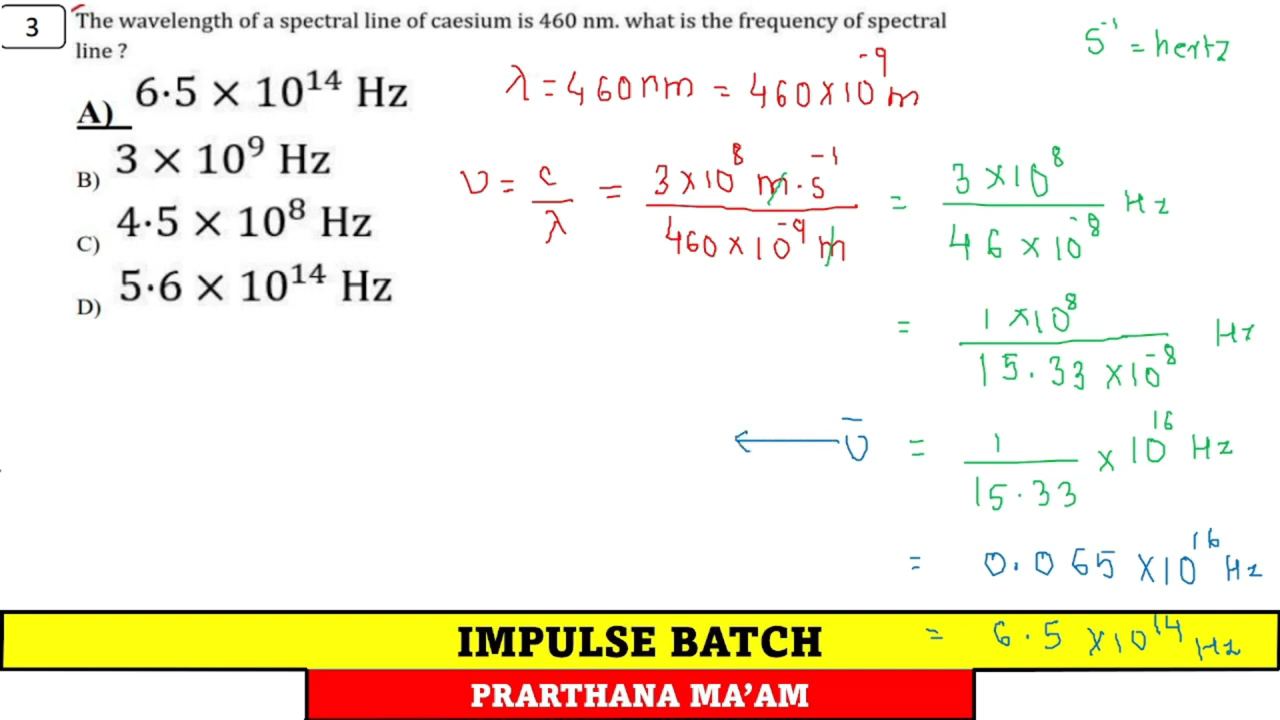 3
The wavelength of a spectral line of caesium is 460 nm. what is the frequency of spectral
line ?
A) 6·5 × 10¹⁴ Hz
B) 3 × 10⁹ Hz
C) 4·5 × 10⁸ Hz
D) 5·6 × 10¹⁴ Hz
S⁻¹ = hertz
λ = 460nm = 460×10⁻⁹ m
υ = c/λ = 3×10⁸ m·s⁻¹ / 460×10⁻⁹ m = 3×10⁸ / 46×10⁻⁸ Hz
= 1×10⁸ / 15.33×10⁻⁸ Hz
← ῡ = 1/15.33 × 10¹⁶ Hz
= 0.065 ×10¹⁶ Hz
= 6.5 ×10¹⁴ Hz
IMPULSE BATCH
PRARTHANA MA’AM